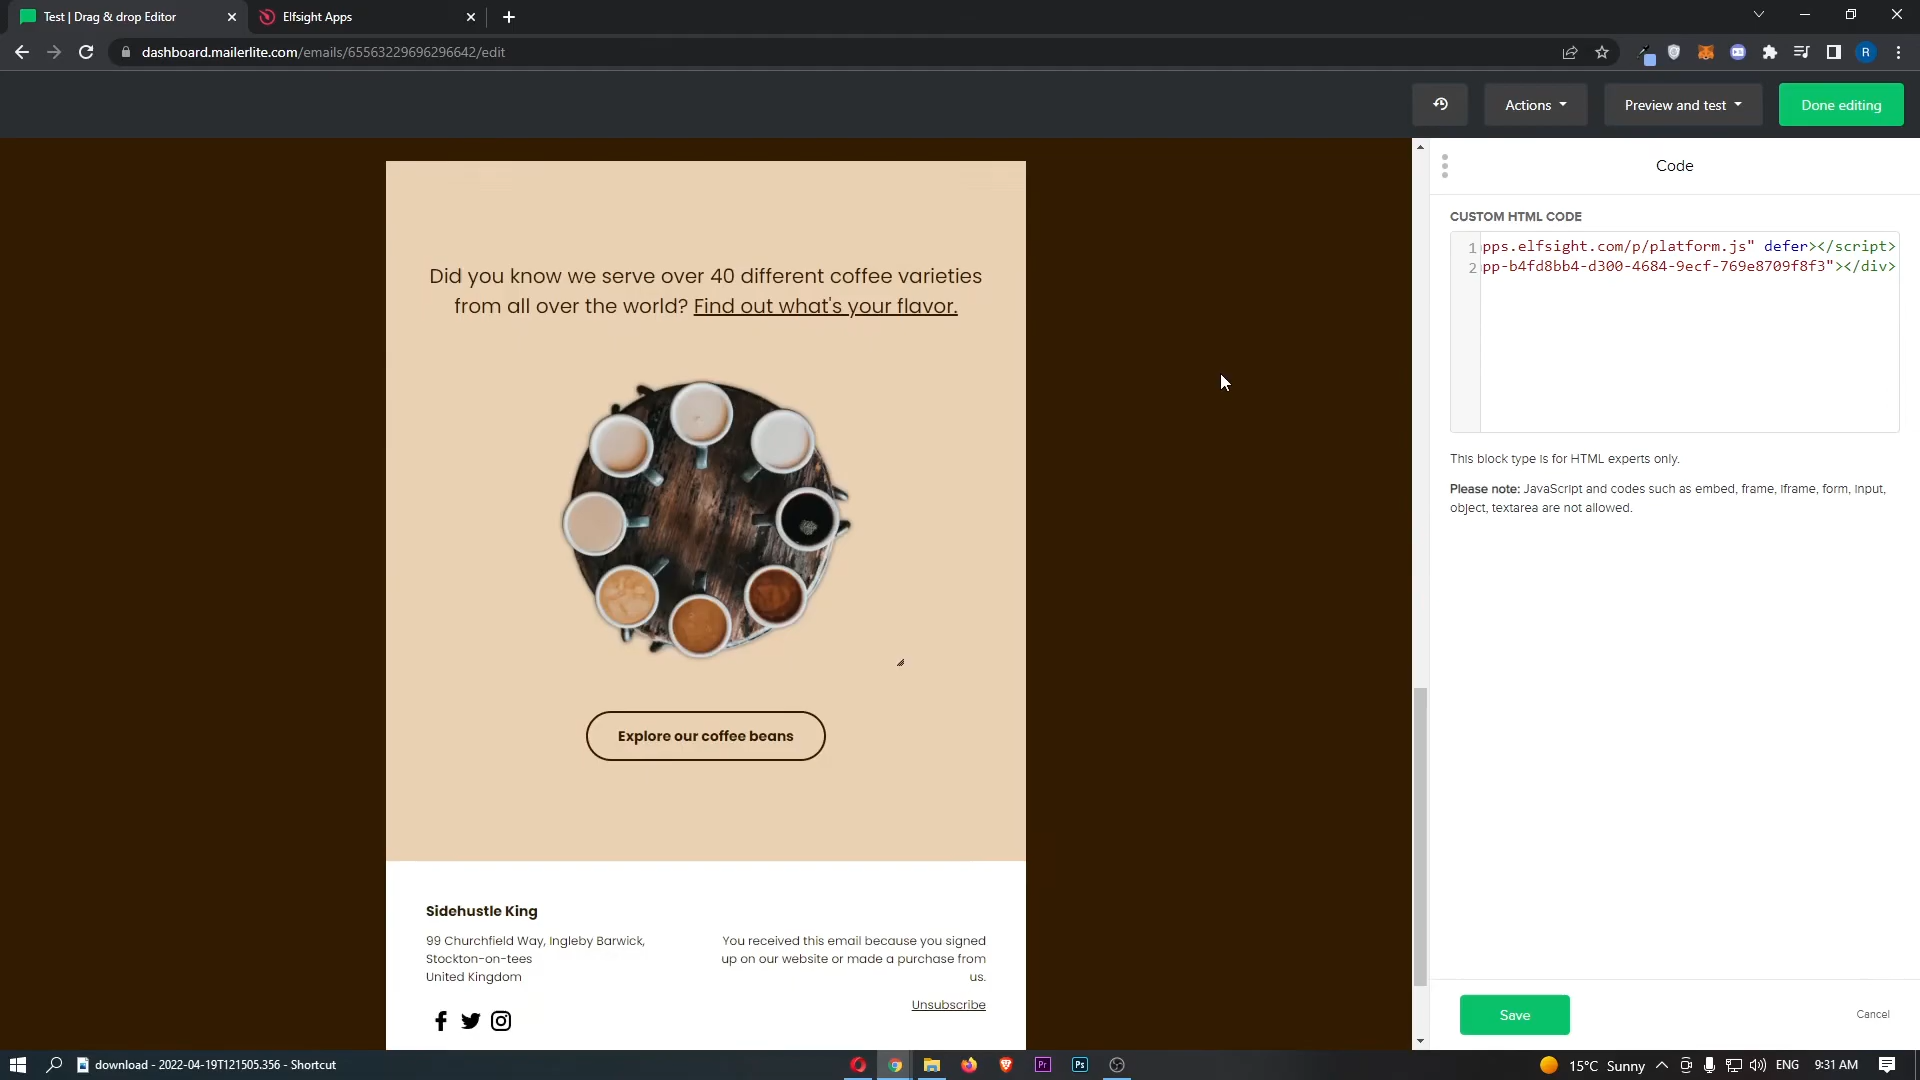 Test | Drag & drop Editor
Elfsight Apps
dashboard.mailerlite.com/emails/65563229696296642/edit
R
Actions
Preview and test
Done editing
Code
CUSTOM HTML CODE
1 pps.elfsight.com/p/platform.js" defer></script>
2 pp-b4fd8bb4-d300-4684-9ecf-769e8709f8f3"></div>
This block type is for HTML experts only.
Please note: JavaScript and codes such as embed, frame, iframe, form, input,
object, textarea are not allowed.
Did you know we serve over 40 different coffee varieties
from all over the world? Find out what's your flavor.
Explore our coffee beans
Sidehustle King
99 Churchfield Way, Ingleby Barwick,
Stockton-on-tees
United Kingdom
You received this email because you signed
up on our website or made a purchase from
us.
Unsubscribe
Save
Cancel
download - 2022-04-19T121505.356 - Shortcut
Pr
Ps
15°C Sunny
ENG
9:31 AM